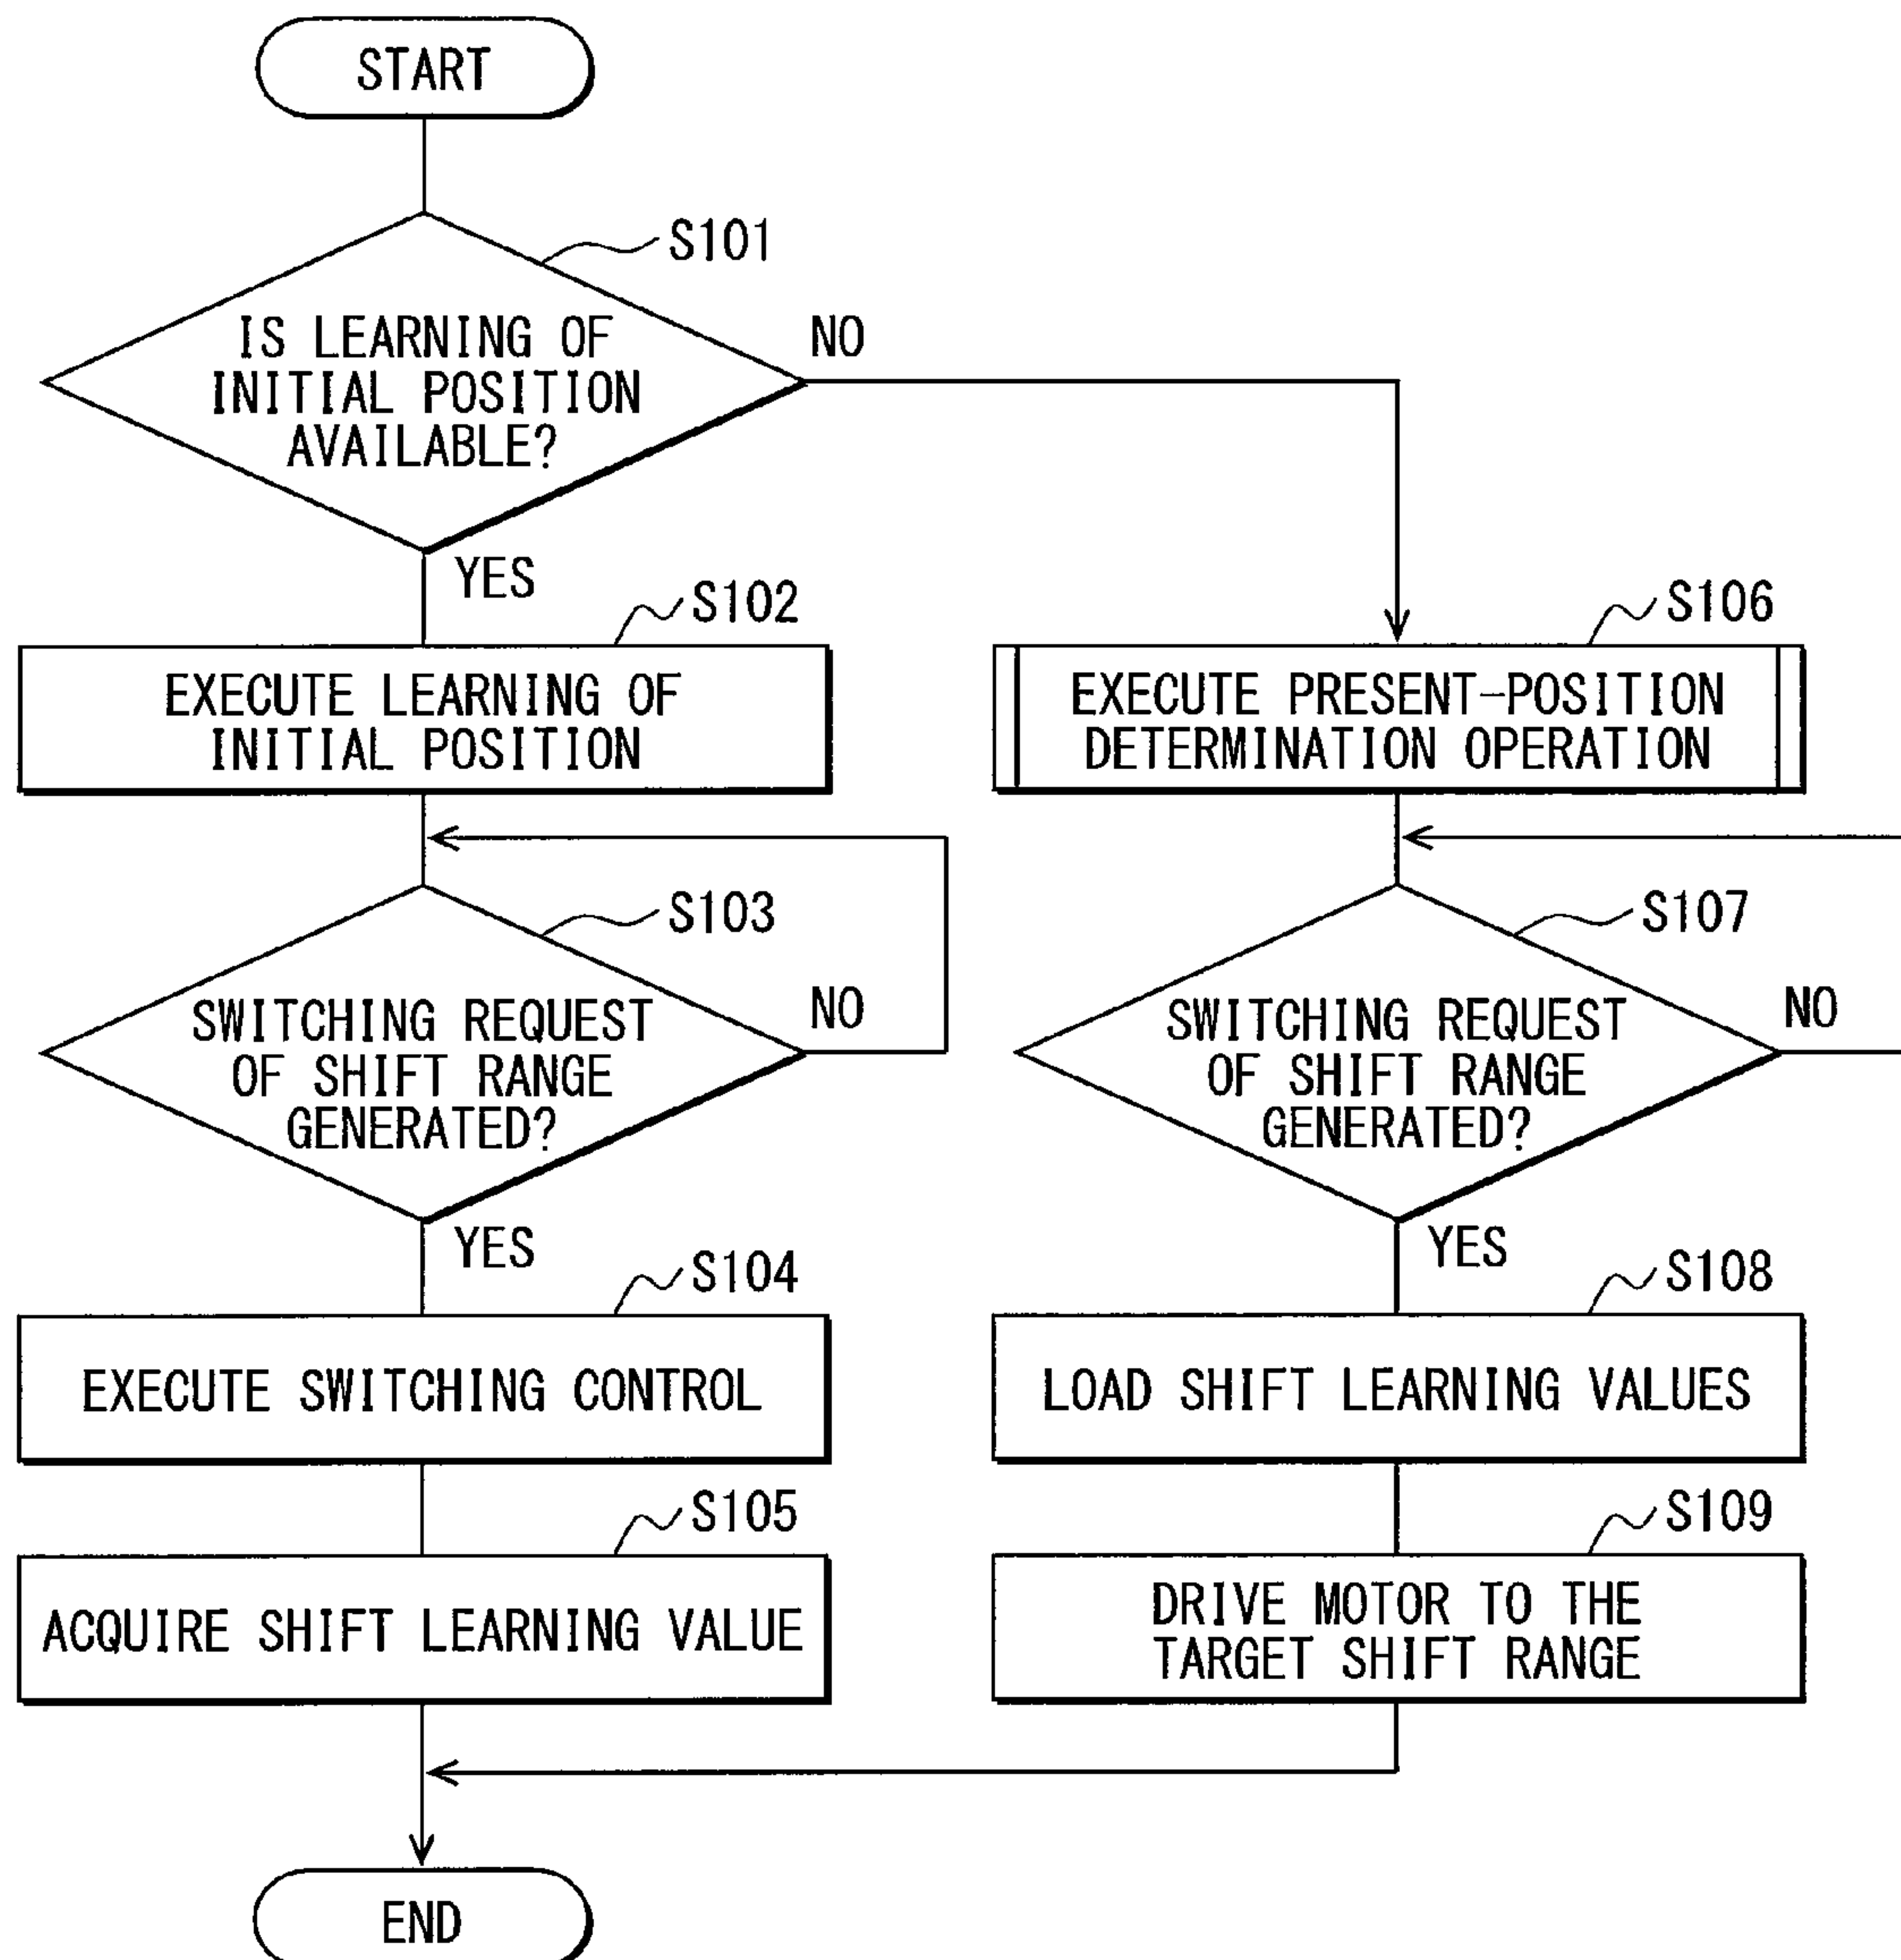 START
S101
IS LEARNING OF
INITIAL POSITION
AVAILABLE?
NO
YES
S102
EXECUTE LEARNING OF
INITIAL POSITION
S103
SWITCHING REQUEST
OF SHIFT RANGE
GENERATED?
NO
YES
S104
EXECUTE SWITCHING CONTROL
S105
ACQUIRE SHIFT LEARNING VALUE
S106
EXECUTE PRESENT-POSITION
DETERMINATION OPERATION
S107
SWITCHING REQUEST
OF SHIFT RANGE
GENERATED?
NO
YES
S108
LOAD SHIFT LEARNING VALUES
S109
DRIVE MOTOR TO THE
TARGET SHIFT RANGE
END